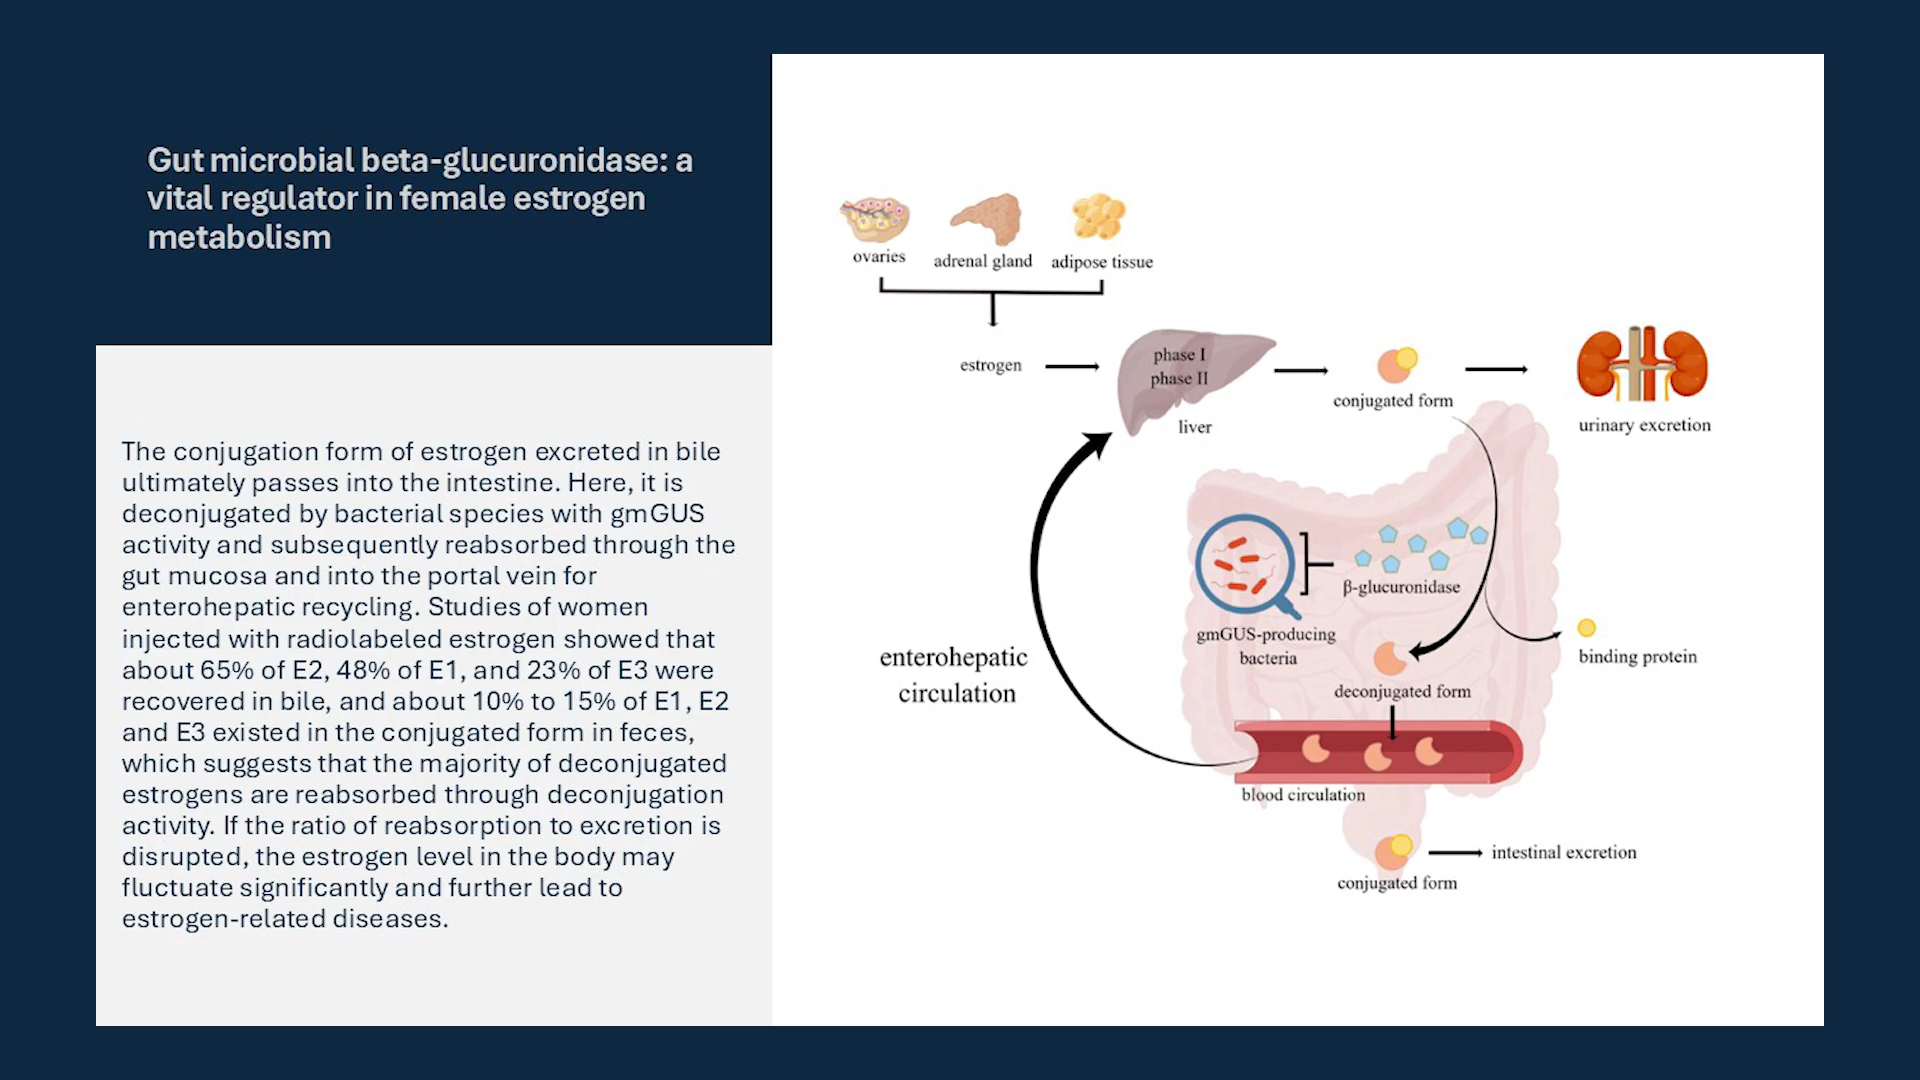 Gut microbial beta-glucuronidase: a
vital regulator in female estrogen
metabolism
The conjugation form of estrogen excreted in bile
ultimately passes into the intestine. Here, it is
deconjugated by bacterial species with gmGUS
activity and subsequently reabsorbed through the
gut mucosa and into the portal vein for
enterohepatic recycling. Studies of women
injected with radiolabeled estrogen showed that
about 65% of E2, 48% of E1, and 23% of E3 were
recovered in bile, and about 10% to 15% of E1, E2
and E3 existed in the conjugated form in feces,
which suggests that the majority of deconjugated
estrogens are reabsorbed through deconjugation
activity. If the ratio of reabsorption to excretion is
disrupted, the estrogen level in the body may
fluctuate significantly and further lead to
estrogen-related diseases.
ovaries
adrenal gland
adipose tissue
estrogen
phase I
phase II
liver
conjugated form
urinary excretion
β-glucuronidase
gmGUS-producing
bacteria
binding protein
enterohepatic
circulation
deconjugated form
blood circulation
conjugated form
intestinal excretion